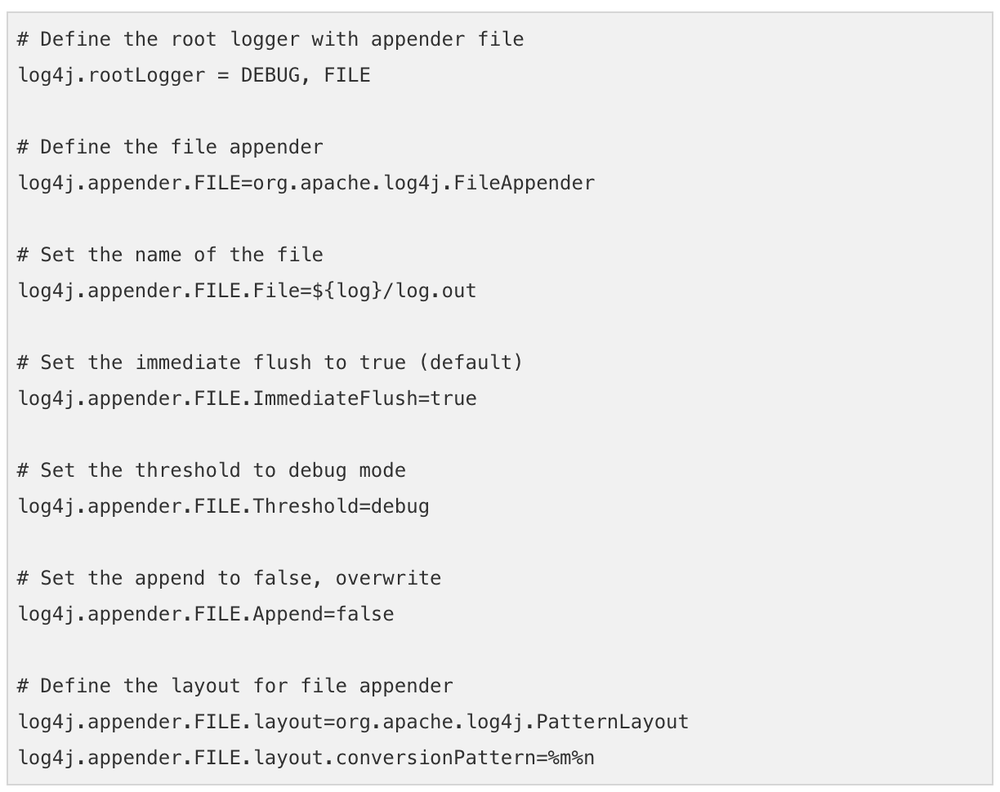 # Define the root logger with appender file
log4j.rootLogger = DEBUG, FILE
# Define the file appender
log4j.appender.FILE=org.apache.log4j.FileAppender
# Set the name of the file
log4j.appender.FILE.File=${log}/log.out
# Set the immediate flush to true (default)
log4j.appender.FILE.ImmediateFlush=true
# Set the threshold to debug mode
log4j.appender.FILE.Threshold=debug
# Set the append to false, overwrite
log4j.appender.FILE.Append=false
# Define the layout for file appender
log4j.appender.FILE.layout=org.apache.log4j.PatternLayout
log4j.appender.FILE.layout.conversionPattern=%m%n